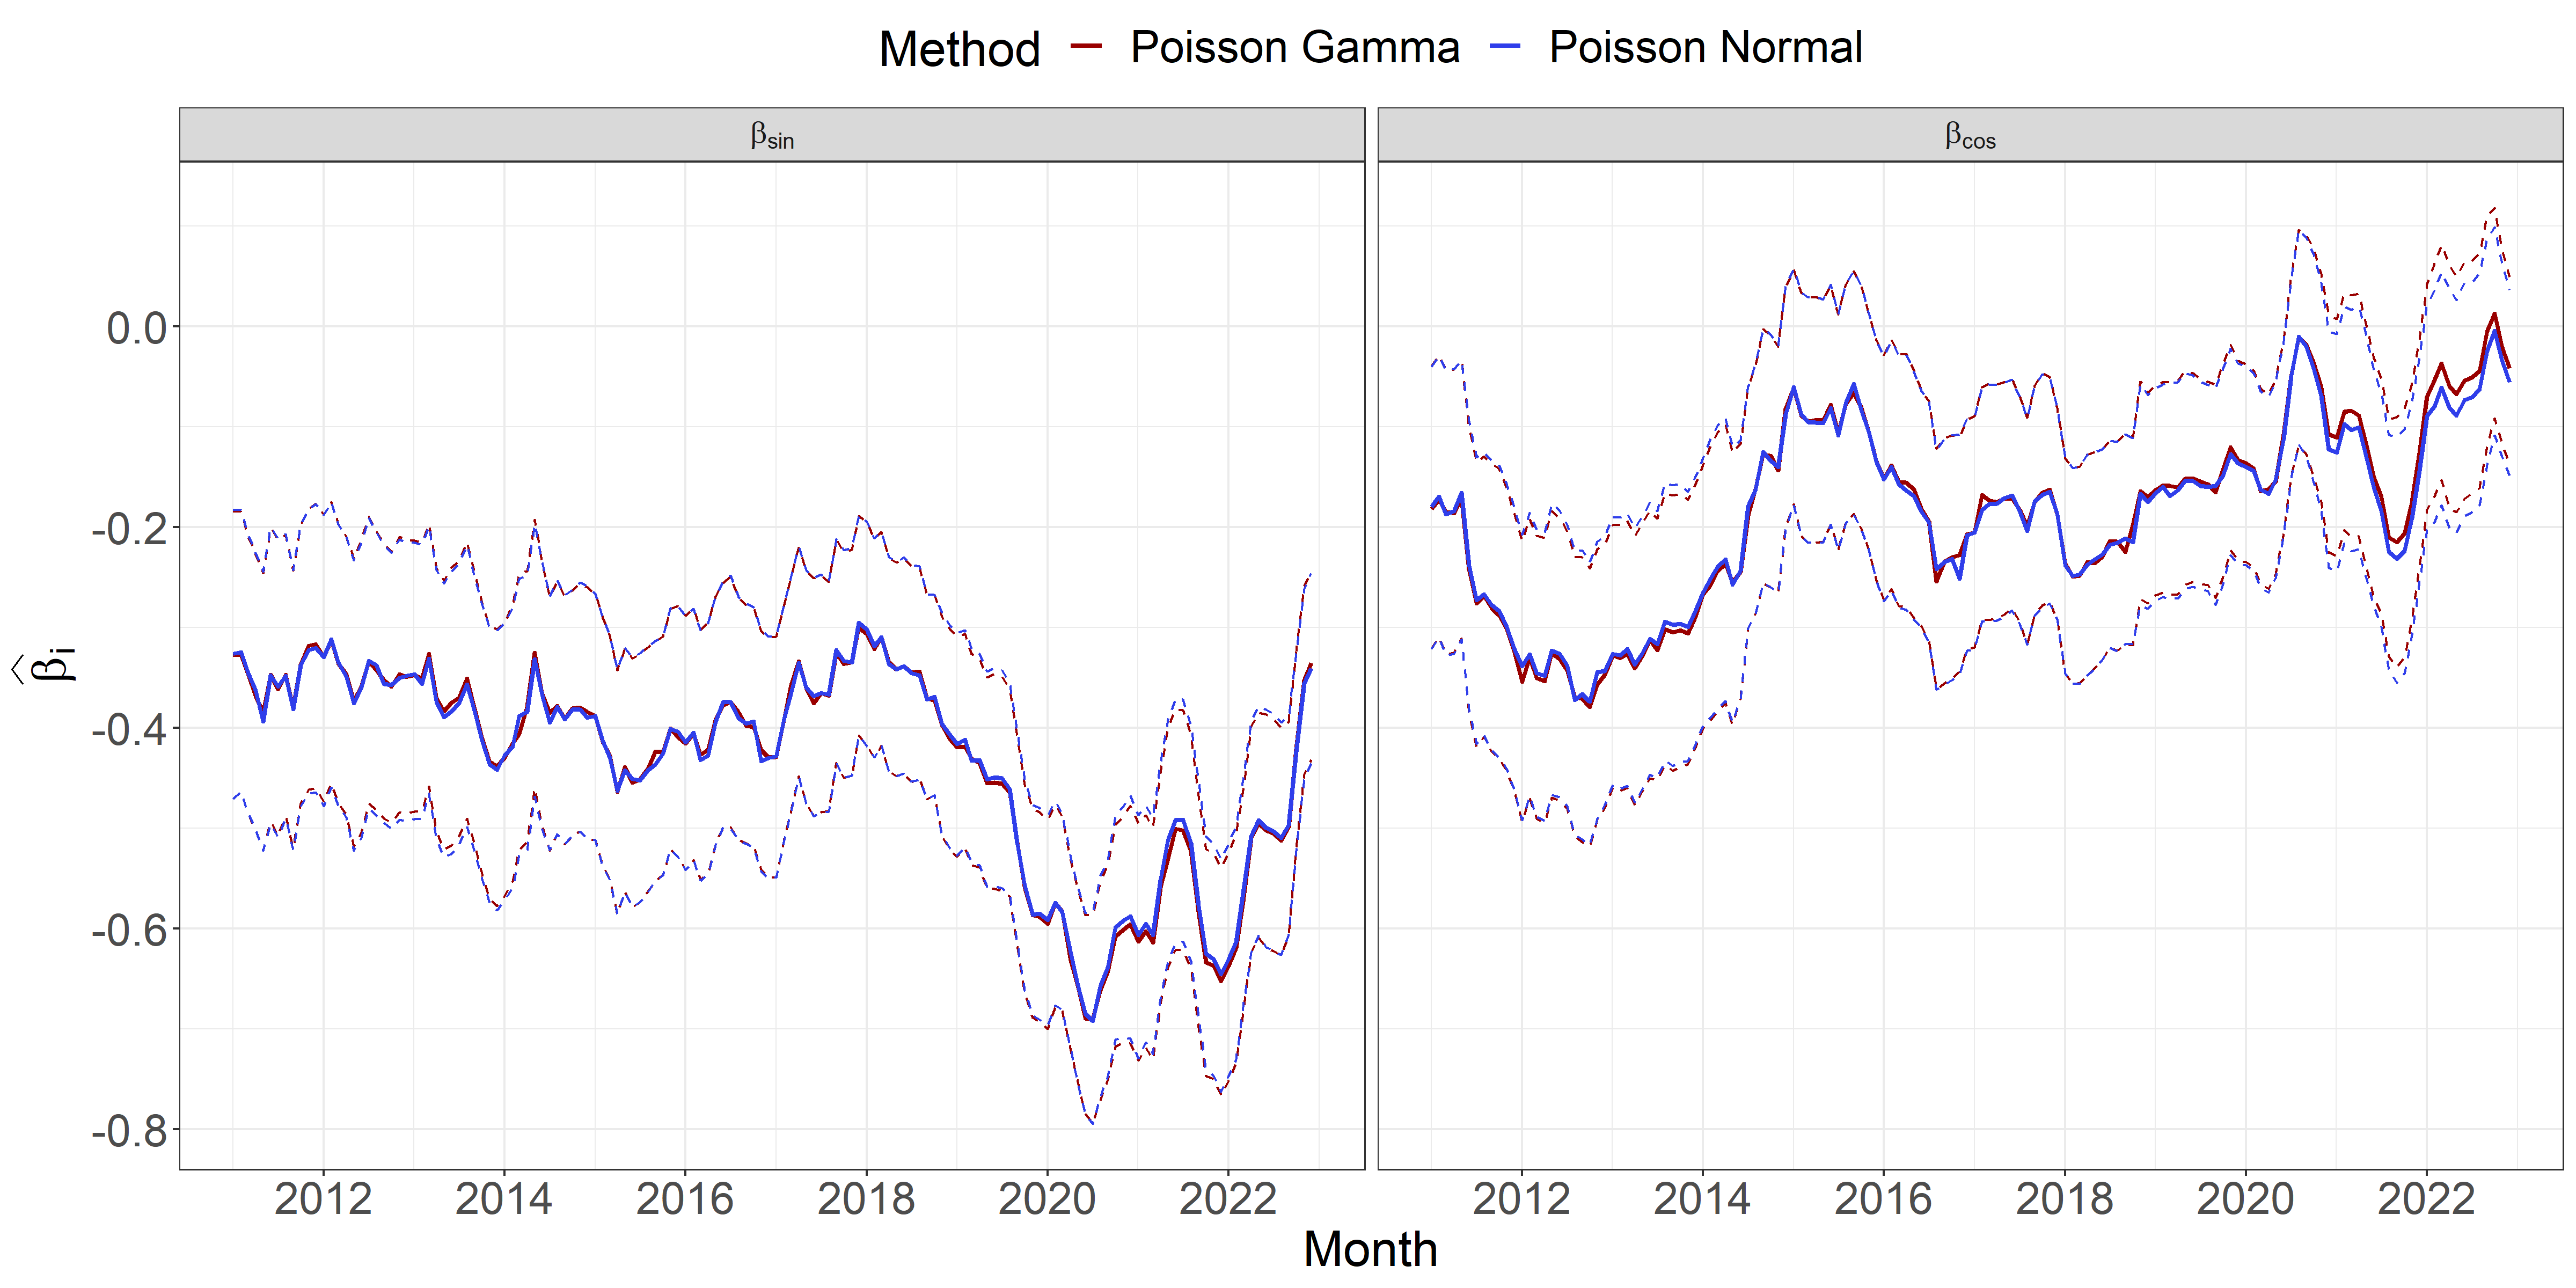 Method Poisson Gamma Poisson Normal
βsin
βcos
β̂i
0.0
-0.2
-0.4
-0.6
-0.8
2012 2014 2016 2018 2020 2022
2012 2014 2016 2018 2020 2022
Month